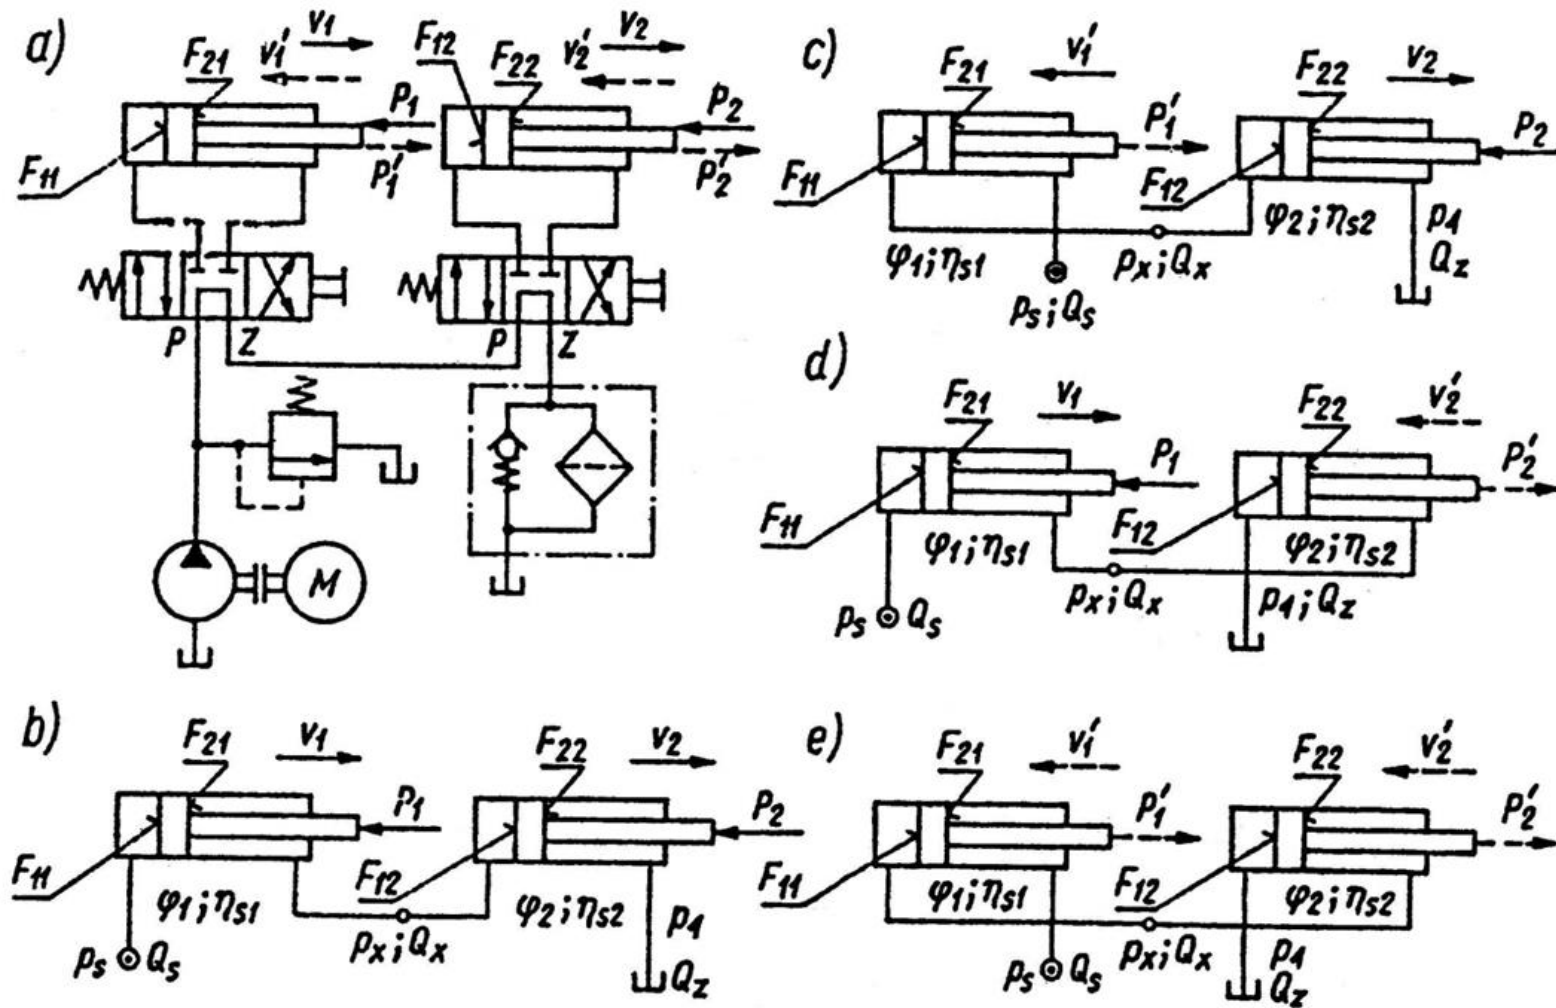 a)
v1
v1'
F21
F12
F22
v2
v2'
P1
P1'
P2
P2'
F11
P
Z
P
Z
M
b)
F21
v1
F22
v2
P1
P2
F11
φ1; ηs1
F12
φ2; ηs2
p1
ps Qs
px; Qx
Qz
c)
F21
v1'
F22
v2
P1'
P2
F11
F12
φ1; ηs1
px; Qx
φ2; ηs2
p1
Qz
ps; Qs
d)
F21
v1
F22
v2'
P1
P2'
F11
φ1; ηs1
F12
φ2; ηs2
px; Qx
p1; Qz
ps Qs
e)
F21
v1'
F22
v2'
P1'
P2'
F11
φ1; ηs1
F12
φ2; ηs2
ps Qs
px; Qx
p1
Qz